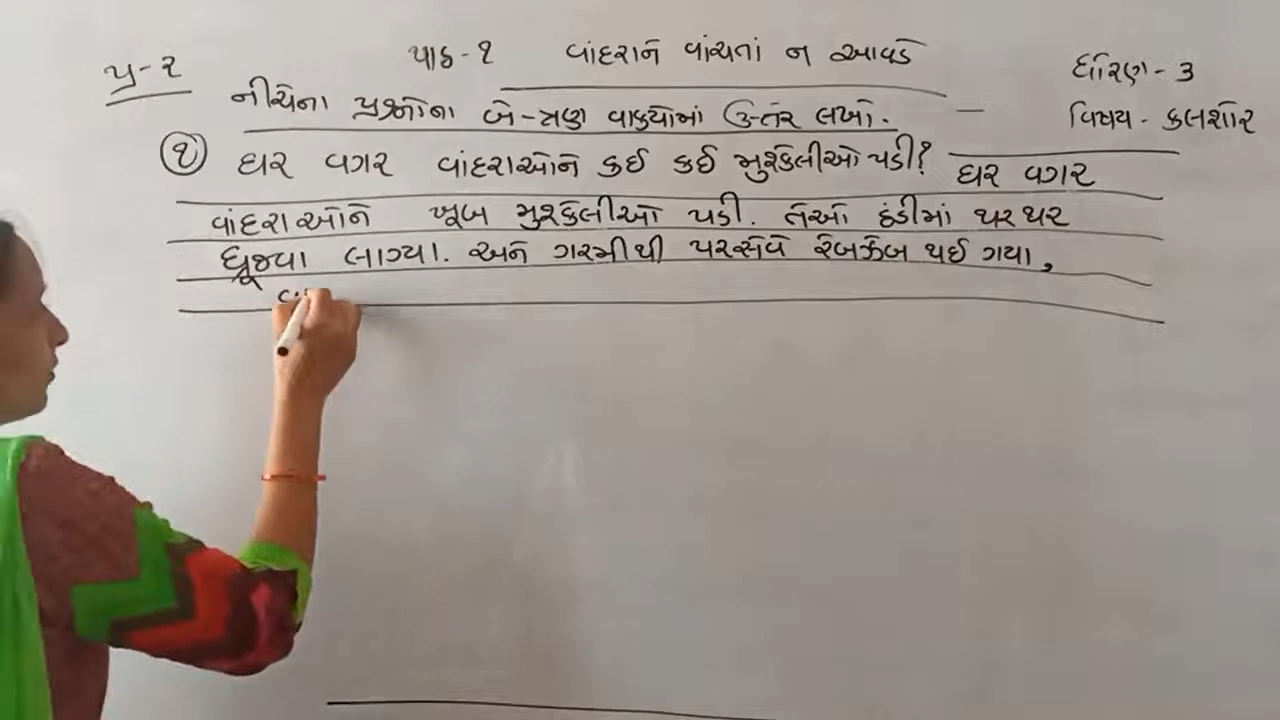 પ્ર-૨ પાઠ-૧ વાંદરાને વાંચતાં ન આવડે ધોરણ - ૩
નીચેના પ્રશ્નોના બે-ત્રણ વાક્યોમાં ઉત્તર લખો. — વિષય - કલશોર
૧ ઘર વગર વાંદરાઓને કઈ કઈ મુશ્કેલીઓ પડી? ઘર વગર
વાંદરાઓને ખૂબ મુશ્કેલીઓ પડી. તેઓ ઠંડીમાં થરથર
ધ્રૂજવા લાગ્યા. અને ગરમીથી પરસેવે રેબઝેબ થઈ ગયા,